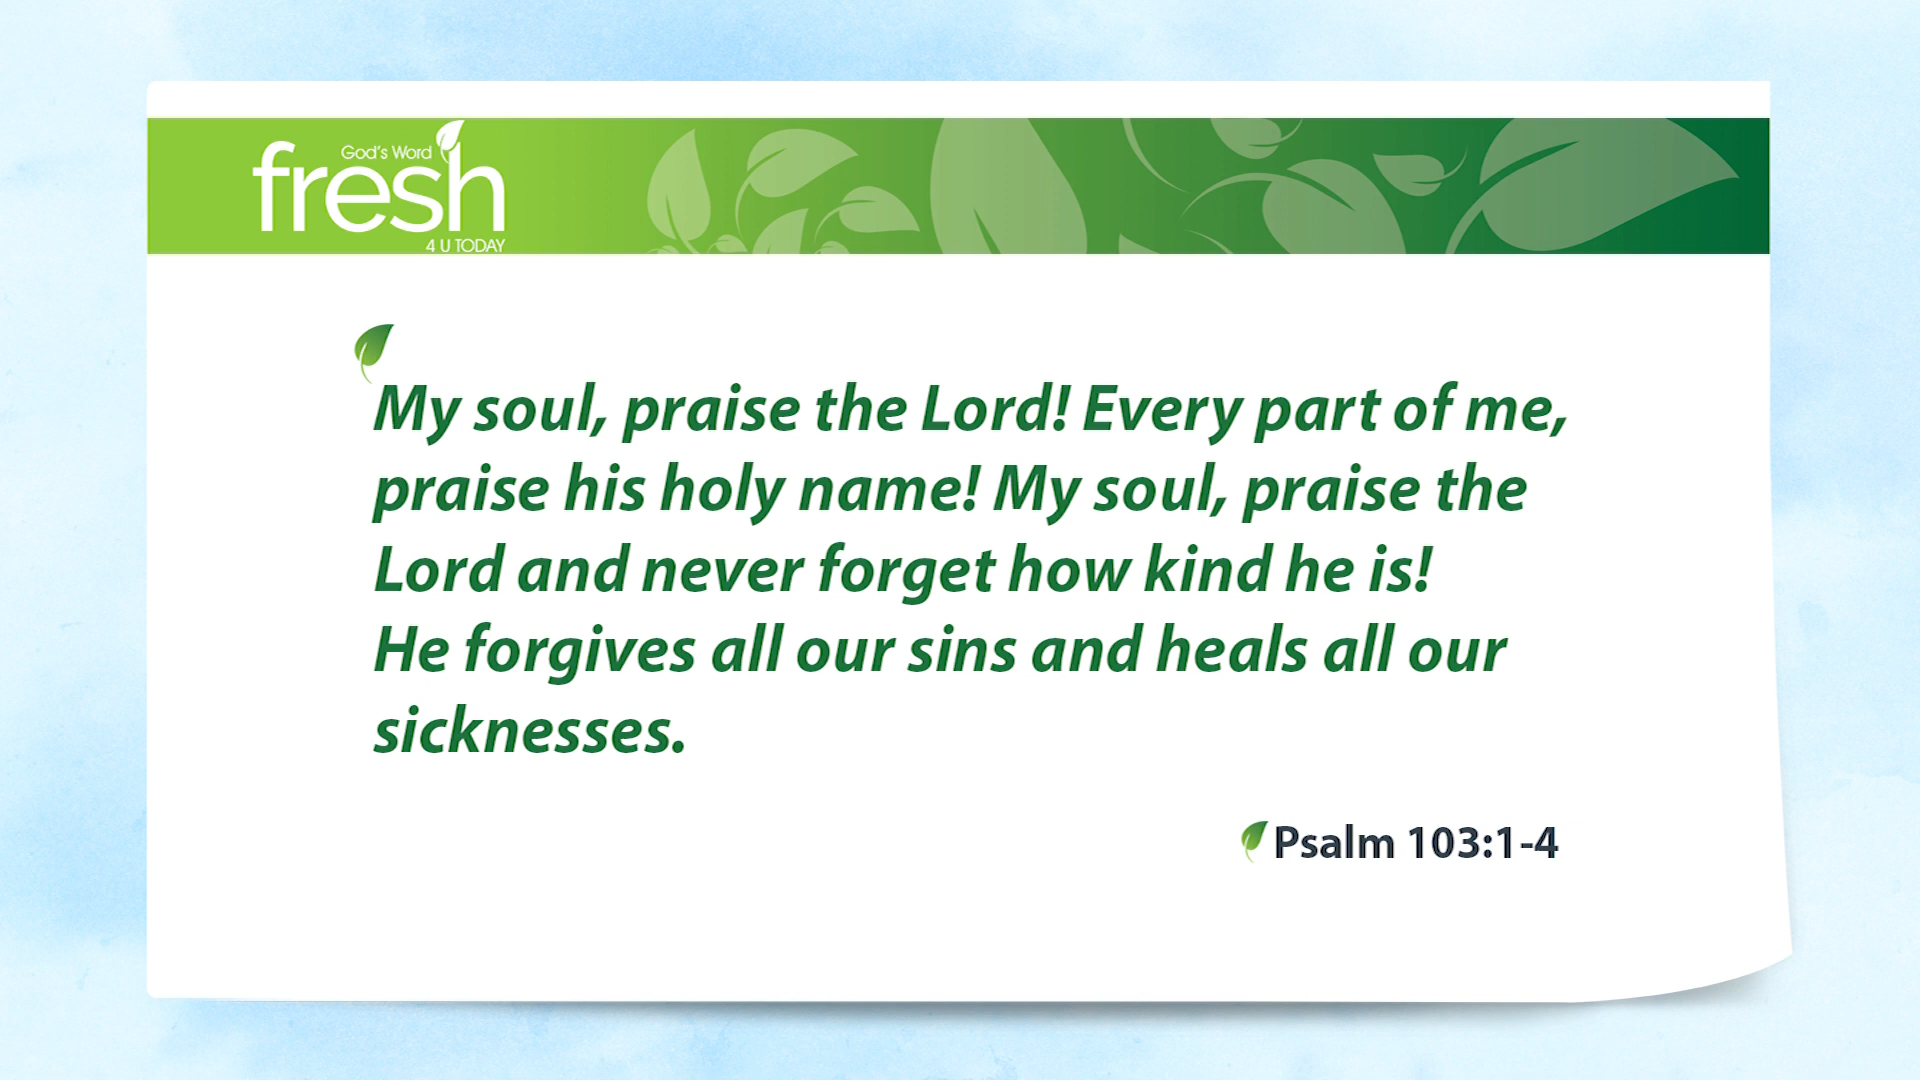 God's Word
fresh
4 U TODAY
My soul, praise the Lord! Every part of me,
praise his holy name! My soul, praise the
Lord and never forget how kind he is!
He forgives all our sins and heals all our
sicknesses.
Psalm 103:1-4